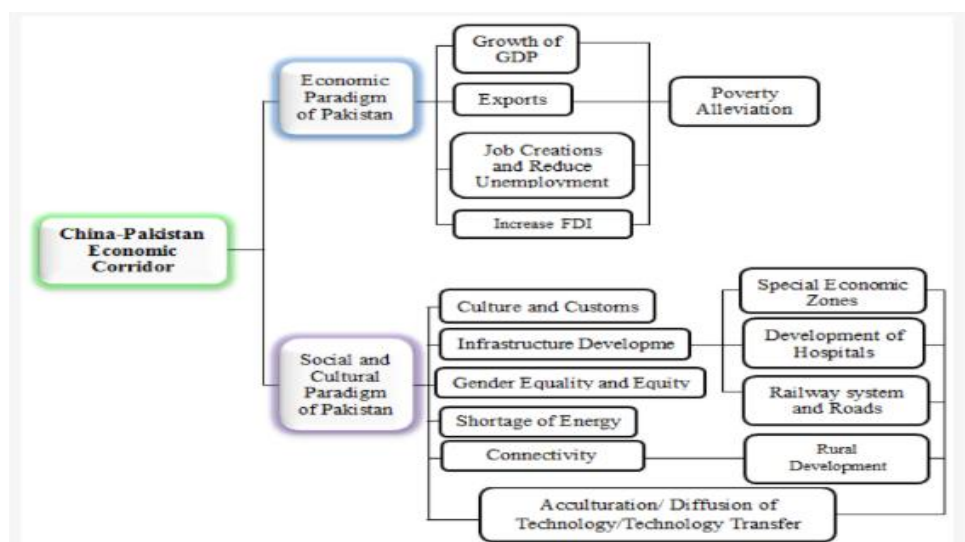 Growth of
GDP
Economic
Paradigm
of Pakistan
Exports
Poverty
Alleviation
Job Creations
and Reduce
Unemployment
Increase FDI
China-Pakistan
Economic
Corridor
Special Economic
Zones
Culture and Customs
Infrastructure Developme
Development of
Hospitals
Social and
Cultural
Paradigm
of Pakistan
Gender Equality and Equity
Railway system
and Roads
Shortage of Energy
Connectivity
Rural
Development
Acculturation/ Diffusion of
Technology/Technology Transfer